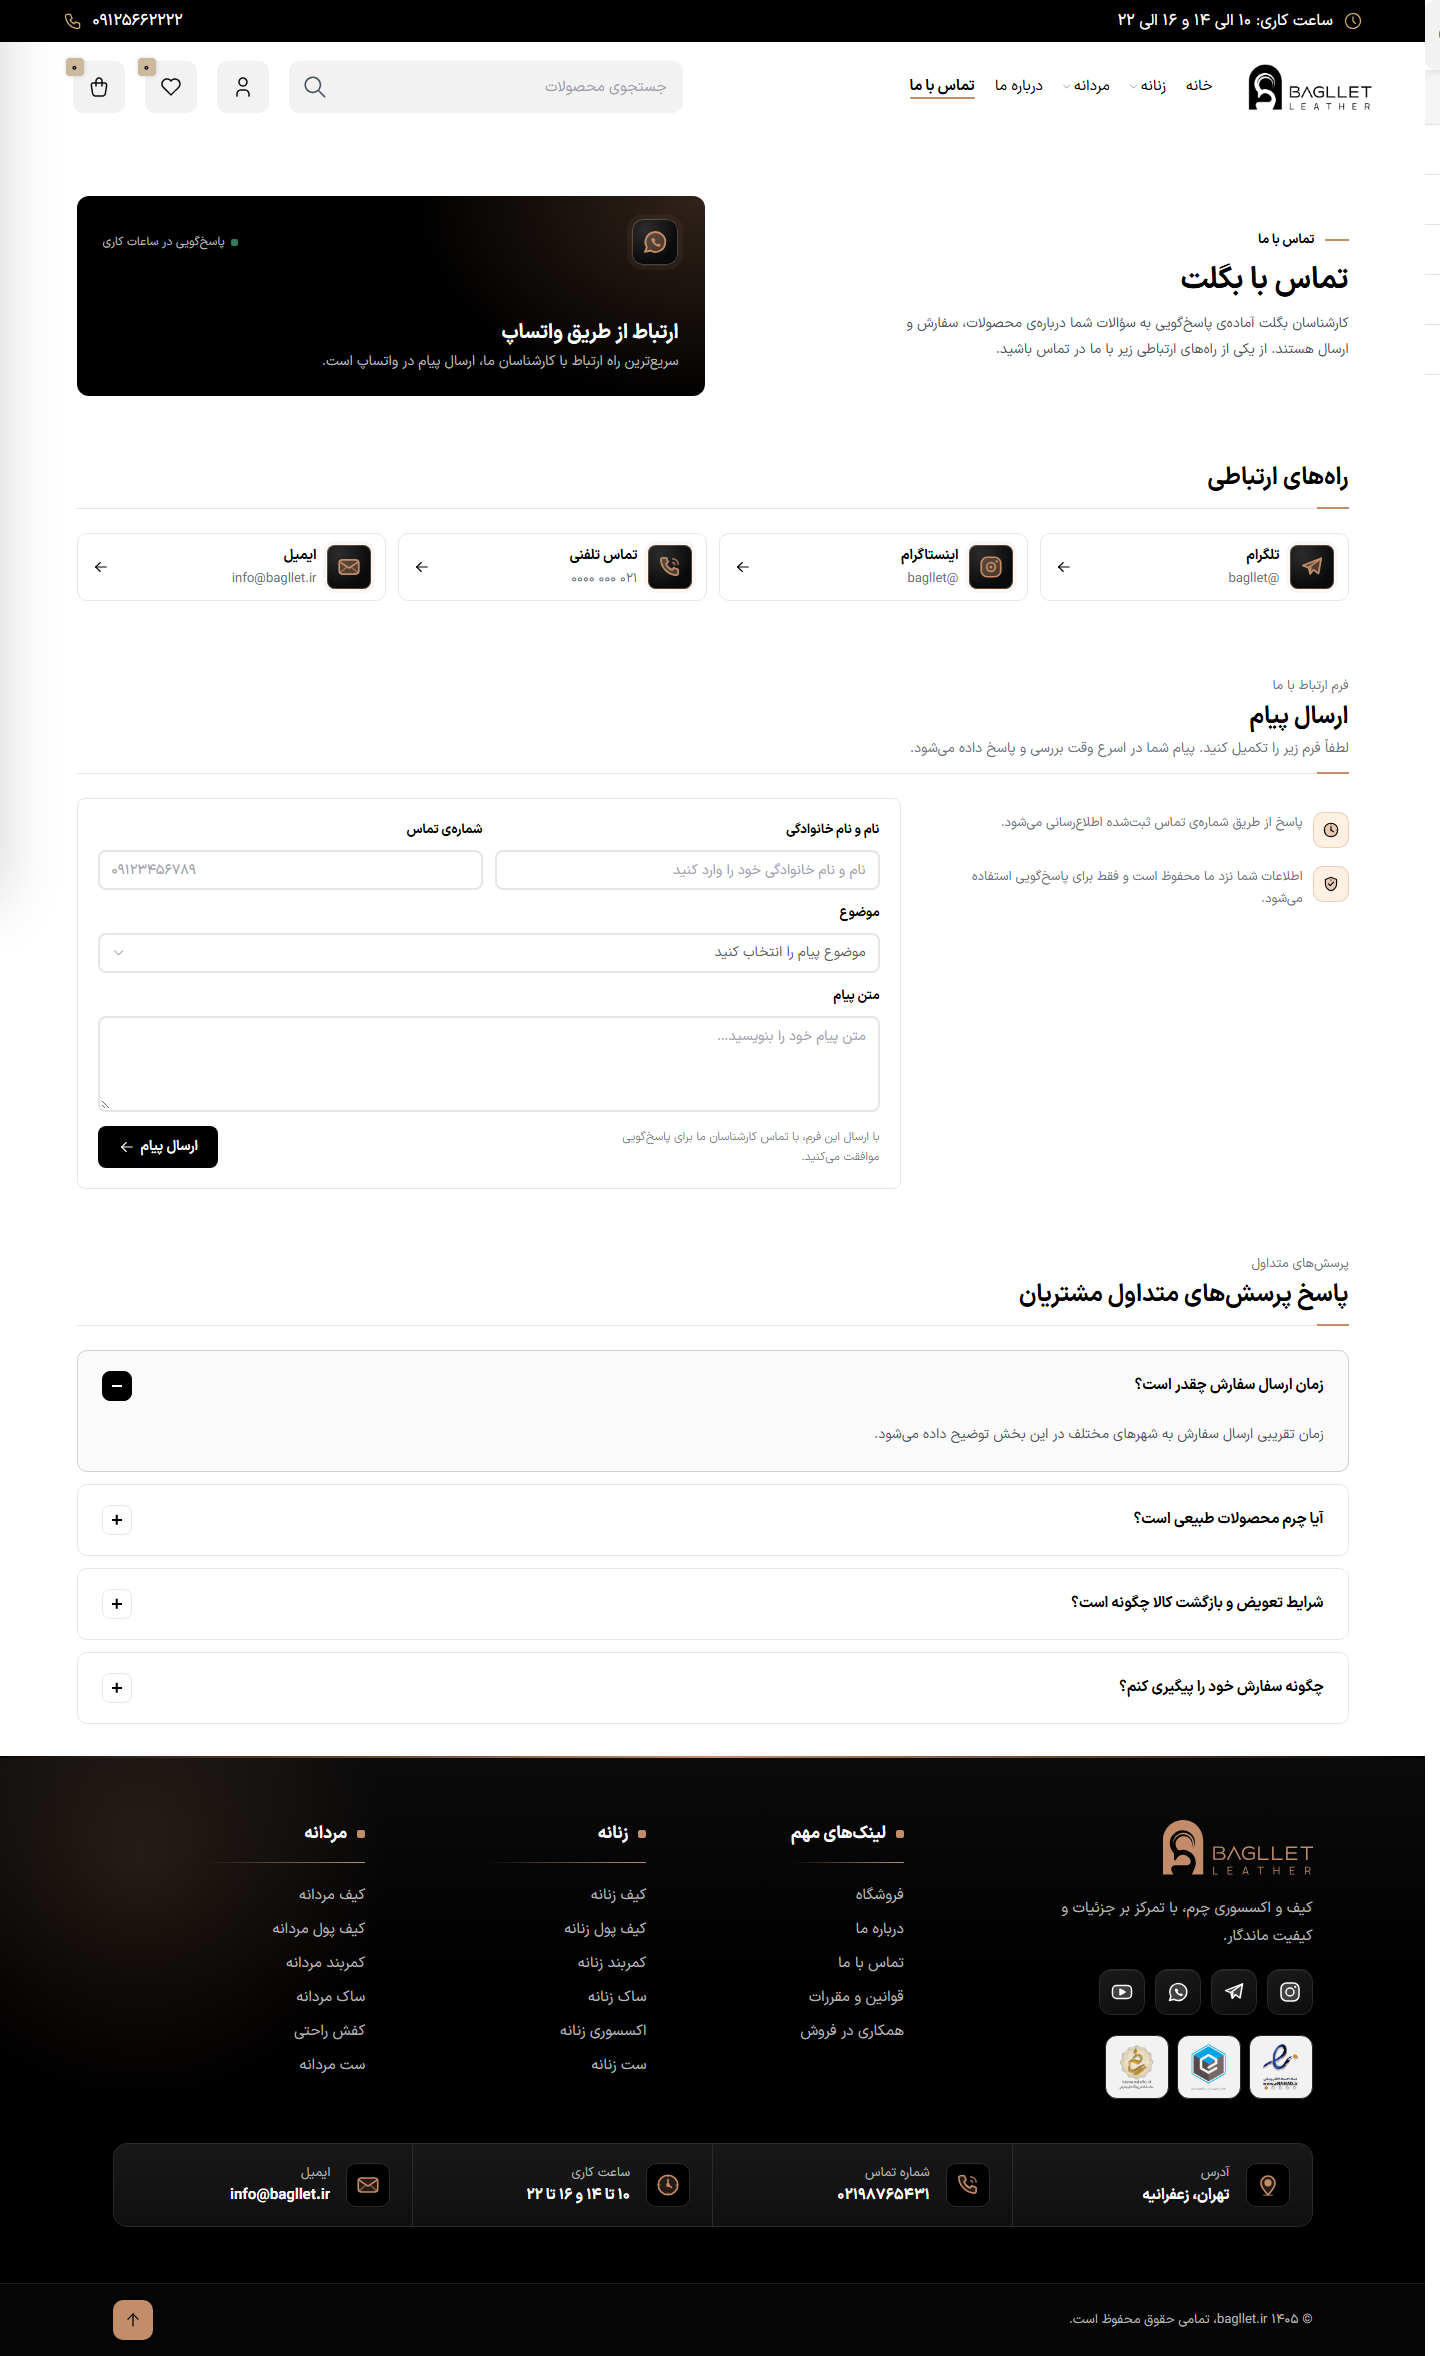 ساعت کاری: ۱۰ الی ۱۴ و ۱۶ الی ۲۲
۰۹۱۲۵۶۶۲۲۲۲
BAGLLET
LEATHER
خانه
زنانه
مردانه
درباره ما
تماس با ما
جستجوی محصولات
۰
۰
تماس با ما
تماس با بگلت
کارشناسان بگلت آماده‌ی پاسخ‌گویی به سؤالات شما درباره‌ی محصولات، سفارش و
ارسال هستند. از یکی از راه‌های ارتباطی زیر با ما در تماس باشید.
پاسخ‌گویی در ساعات کاری
ارتباط از طریق واتساپ
سریع‌ترین راه ارتباط با کارشناسان ما، ارسال پیام در واتساپ است.
راه‌های ارتباطی
تلگرام
@bagllet
اینستاگرام
@bagllet
تماس تلفنی
۰۲۱ ۰۰۰ ۰۰۰۰
ایمیل
info@bagllet.ir
فرم ارتباط با ما
ارسال پیام
لطفاً فرم زیر را تکمیل کنید. پیام شما در اسرع وقت بررسی و پاسخ داده می‌شود.
پاسخ از طریق شماره‌ی تماس ثبت‌شده اطلاع‌رسانی می‌شود.
اطلاعات شما نزد ما محفوظ است و فقط برای پاسخ‌گویی استفاده
می‌شود.
نام و نام خانوادگی
نام و نام خانوادگی خود را وارد کنید
شماره‌ی تماس
۰۹۱۲۳۴۵۶۷۸۹
موضوع
موضوع پیام را انتخاب کنید
متن پیام
متن پیام خود را بنویسید...
با ارسال این فرم، با تماس کارشناسان ما برای پاسخ‌گویی
موافقت می‌کنید.
ارسال پیام
پرسش‌های متداول
پاسخ پرسش‌های متداول مشتریان
زمان ارسال سفارش چقدر است؟
زمان تقریبی ارسال سفارش به شهرهای مختلف در این بخش توضیح داده می‌شود.
آیا چرم محصولات طبیعی است؟
شرایط تعویض و بازگشت کالا چگونه است؟
چگونه سفارش خود را پیگیری کنم؟
BAGLLET
LEATHER
کیف و اکسسوری چرم، با تمرکز بر جزئیات و
کیفیت ماندگار.
لینک‌های مهم
فروشگاه
درباره ما
تماس با ما
قوانین و مقررات
همکاری در فروش
زنانه
کیف زنانه
کیف پول زنانه
کمربند زنانه
ساک زنانه
اکسسوری زنانه
ست زنانه
مردانه
کیف مردانه
کیف پول مردانه
کمربند مردانه
ساک مردانه
کفش راحتی
ست مردانه
آدرس
تهران، زعفرانیه
شماره تماس
۰۲۱۹۸۷۶۵۴۳۱
ساعت کاری
۱۰ تا ۱۴ و ۱۶ تا ۲۲
ایمیل
info@bagllet.ir
© ۱۴۰۵ bagllet.ir، تمامی حقوق محفوظ است.